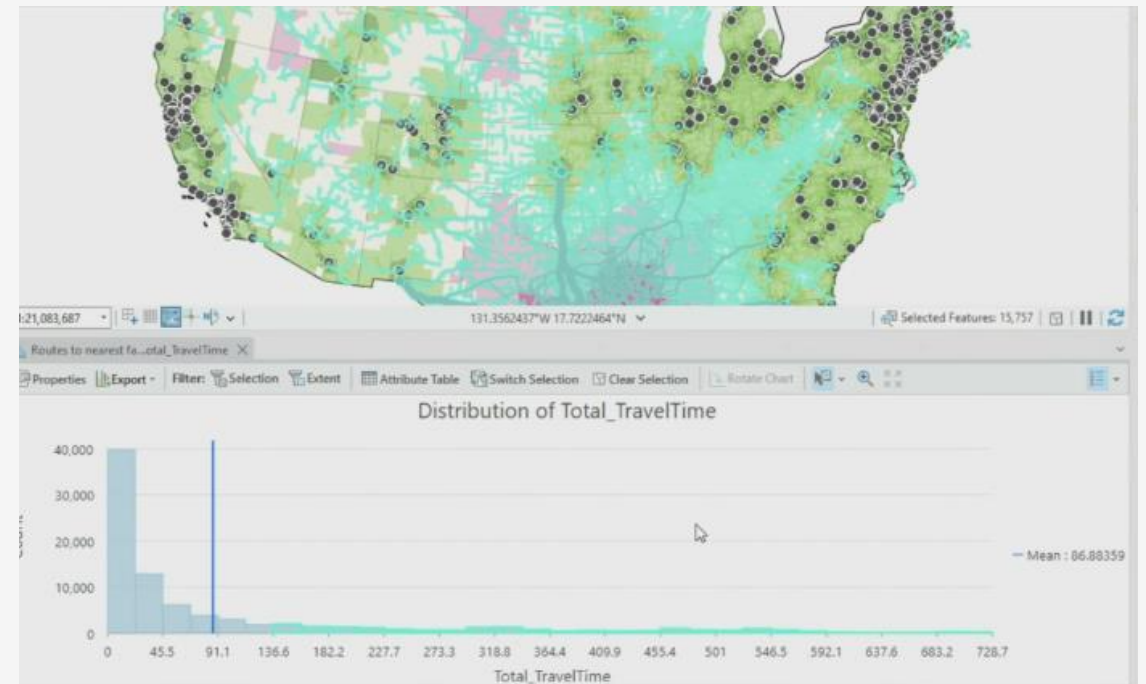 :21,083,687
131.3562437°W 17.7222464°N
Selected Features: 15,757
Routes to nearest fa...otal_TravelTime
Properties Export Filter: Selection Extent Attribute Table Switch Selection Clear Selection Rotate Chart
Distribution of Total_TravelTime
40,000
30,000
20,000
10,000
0
Mean : 86.88359
0 45.5 91.1 136.6 182.2 227.7 273.3 318.8 364.4 409.9 455.4 501 546.5 592.1 637.6 683.2 728.7
Total_TravelTime